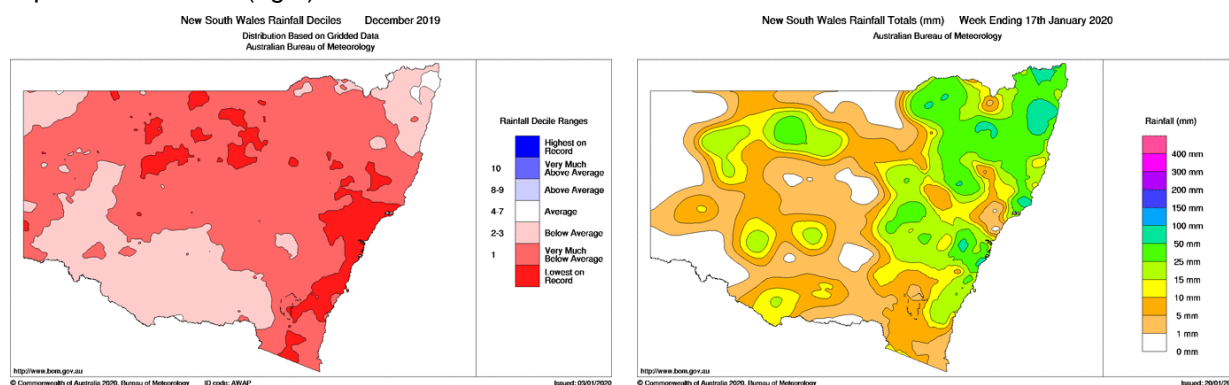 New South Wales Rainfall Deciles December 2019
Distribution Based on Gridded Data
Australian Bureau of Meteorology
Rainfall Decile Ranges
Highest on
Record
10
Very Much
Above Average
8-9
Above Average
4-7
Average
2-3
Below Average
1
Very Much
Below Average
Lowest on
Record
http://www.bom.gov.au
© Commonwealth of Australia 2020, Bureau of Meteorology ID code: AWAP Issued: 03/01/2020
New South Wales Rainfall Totals (mm) Week Ending 17th January 2020
Australian Bureau of Meteorology
Rainfall (mm)
400 mm
300 mm
200 mm
150 mm
100 mm
50 mm
25 mm
15 mm
10 mm
5 mm
1 mm
0 mm
http://www.bom.gov.au
© Commonwealth of Australia 2020, Bureau of Meteorology